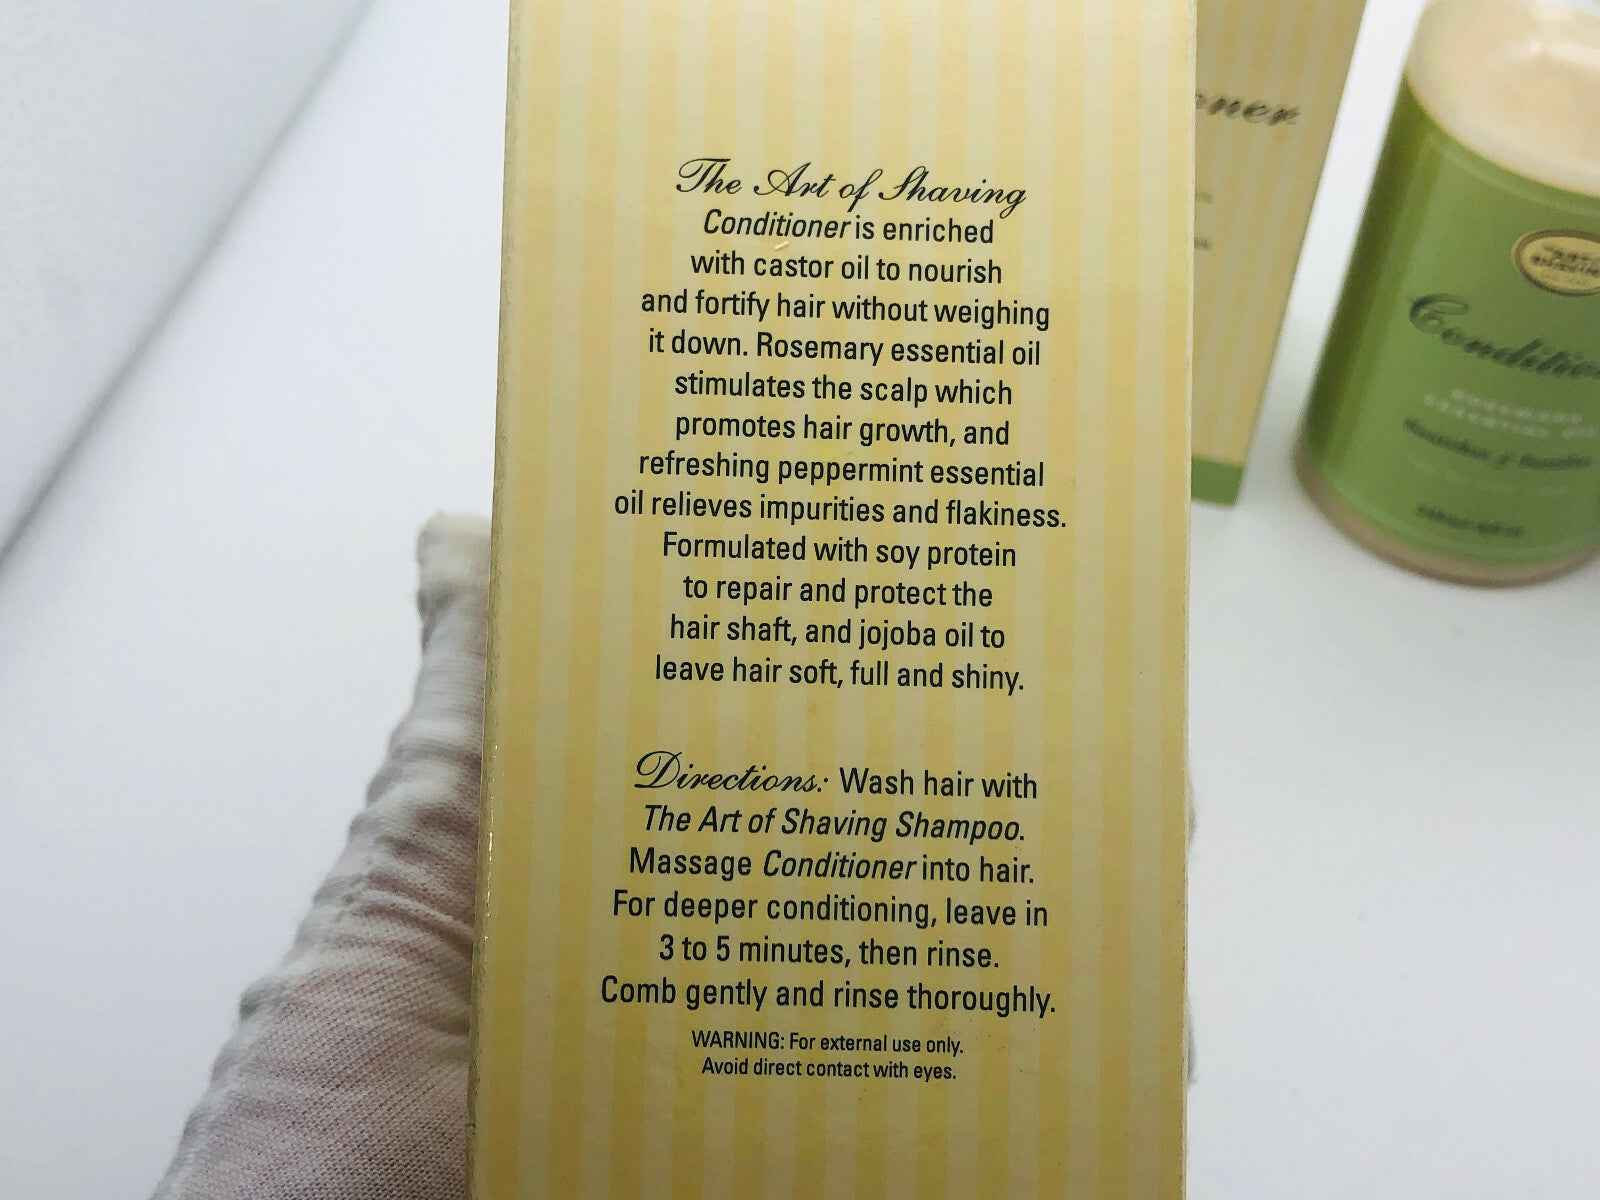 The Art of Shaving
Conditioner is enriched
with castor oil to nourish
and fortify hair without weighing
it down. Rosemary essential oil
stimulates the scalp which
promotes hair growth, and
refreshing peppermint essential
oil relieves impurities and flakiness.
Formulated with soy protein
to repair and protect the
hair shaft, and jojoba oil to
leave hair soft, full and shiny.
Directions: Wash hair with
The Art of Shaving Shampoo.
Massage Conditioner into hair.
For deeper conditioning, leave in
3 to 5 minutes, then rinse.
Comb gently and rinse thoroughly.
WARNING: For external use only.
Avoid direct contact with eyes.
oner
Conditio